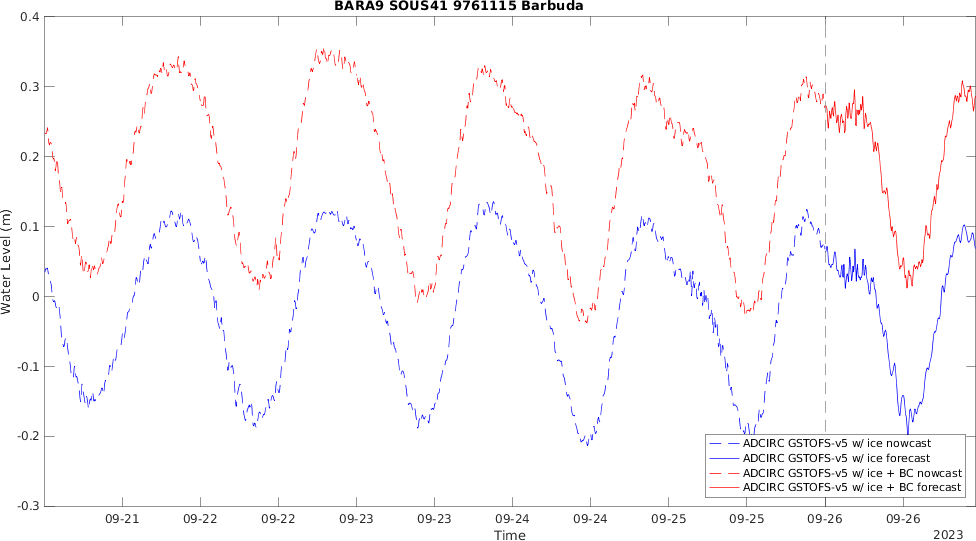 BARA9 SOUS41 9761115 Barbuda
0.4
0.3
0.2
0.1
0
-0.1
-0.2
-0.3
Water Level (m)
09-21 09-22 09-22 09-23 09-23 09-24 09-24 09-25 09-25 09-26 09-26
Time
2023
ADCIRC GSTOFS-v5 w/ ice nowcast
ADCIRC GSTOFS-v5 w/ ice forecast
ADCIRC GSTOFS-v5 w/ ice + BC nowcast
ADCIRC GSTOFS-v5 w/ ice + BC forecast